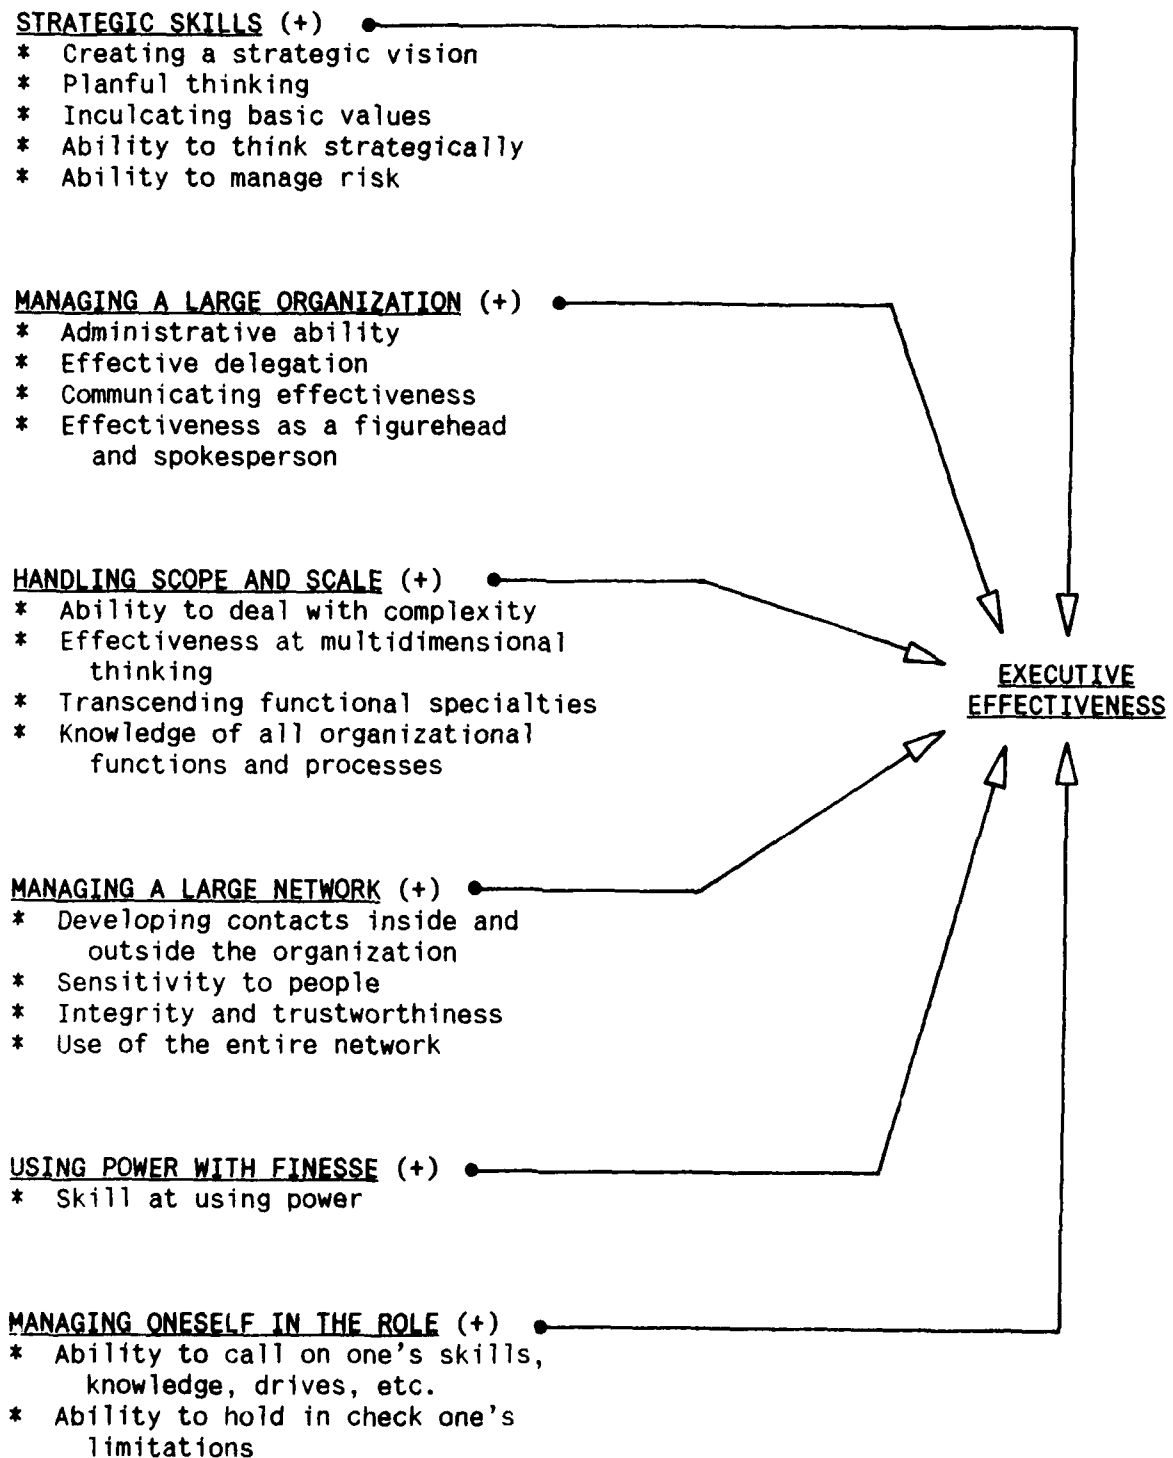 STRATEGIC SKILLS (+)
* Creating a strategic vision
* Planful thinking
* Inculcating basic values
* Ability to think strategically
* Ability to manage risk
MANAGING A LARGE ORGANIZATION (+)
* Administrative ability
* Effective delegation
* Communicating effectiveness
* Effectiveness as a figurehead
and spokesperson
HANDLING SCOPE AND SCALE (+)
* Ability to deal with complexity
* Effectiveness at multidimensional
thinking
* Transcending functional specialties
* Knowledge of all organizational
functions and processes
EXECUTIVE
EFFECTIVENESS
MANAGING A LARGE NETWORK (+)
* Developing contacts inside and
outside the organization
* Sensitivity to people
* Integrity and trustworthiness
* Use of the entire network
USING POWER WITH FINESSE (+)
* Skill at using power
MANAGING ONESELF IN THE ROLE (+)
* Ability to call on one's skills,
knowledge, drives, etc.
* Ability to hold in check one's
limitations